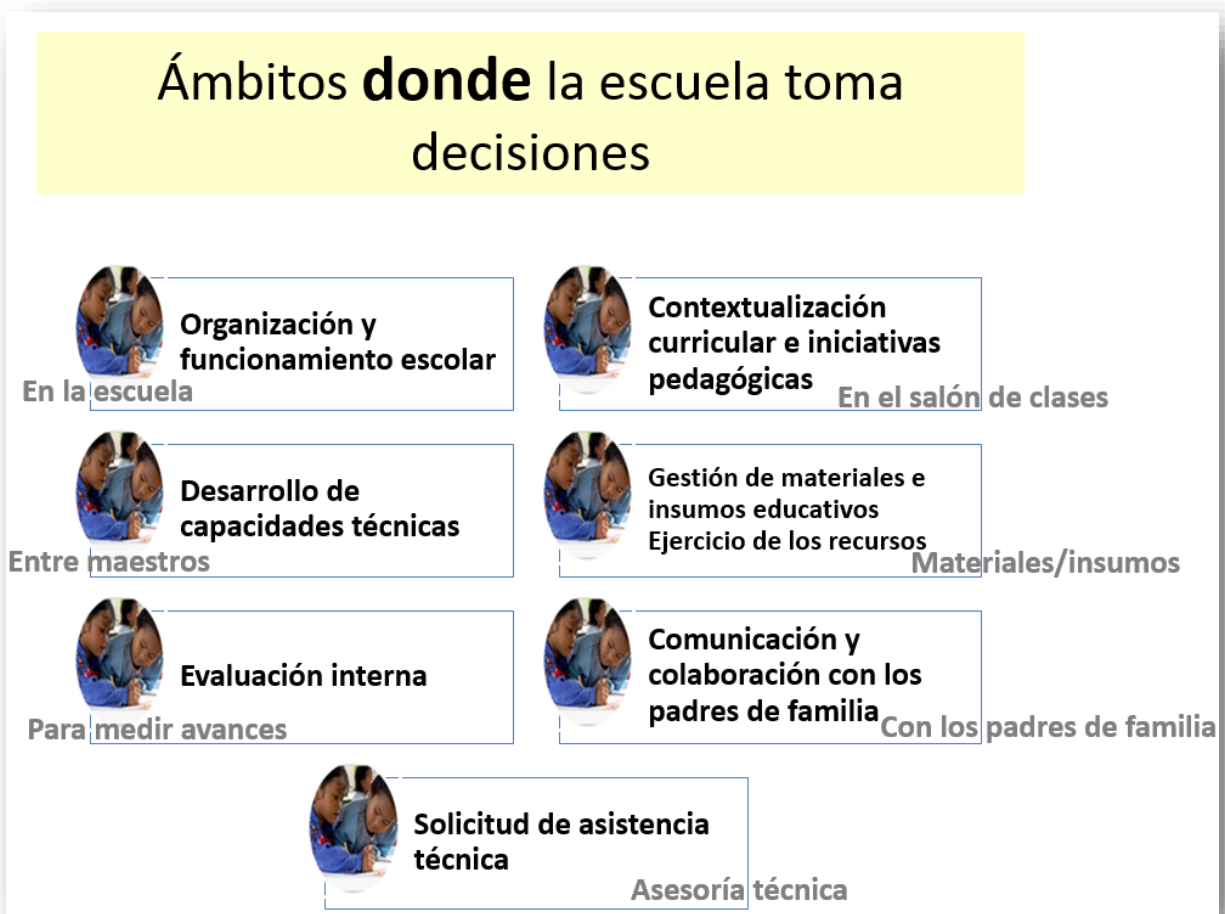 Ámbitos donde la escuela toma
decisiones
Organización y
funcionamiento escolar
En la escuela
Contextualización
curricular e iniciativas
pedagógicas
En el salón de clases
Desarrollo de
capacidades técnicas
Entre maestros
Gestión de materiales e
insumos educativos
Ejercicio de los recursos
Materiales/insumos
Evaluación interna
Para medir avances
Comunicación y
colaboración con los
padres de familia
Con los padres de familia
Solicitud de asistencia
técnica
Asesoría técnica